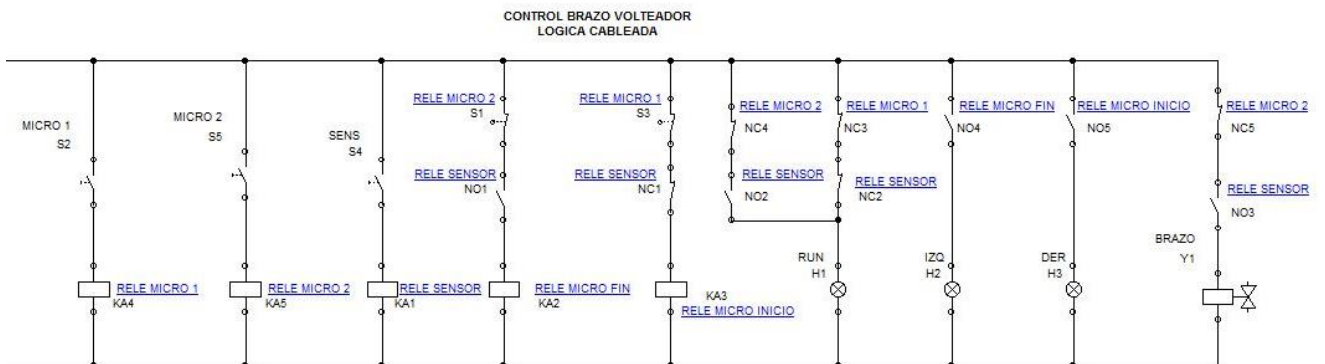 CONTROL BRAZO VOLTEADOR
LOGICA CABLEADA
MICRO 1
S2
MICRO 2
S5
SENS
S4
RELE MICRO 2
S1
RELE SENSOR
NO1
RELE MICRO 1
S3
RELE SENSOR
NC1
RELE MICRO 2
NC4
RELE SENSOR
NO2
RELE MICRO 1
NC3
RELE SENSOR
NC2
RELE MICRO FIN
NO4
RELE MICRO INICIO
NO5
RELE MICRO 2
NC5
RELE SENSOR
NO3
RELE MICRO 1
KA4
RELE MICRO 2
KA5
RELE SENSOR
KA1
RELE MICRO FIN
KA2
KA3
RELE MICRO INICIO
RUN
H1
IZQ
H2
DER
H3
BRAZO
Y1